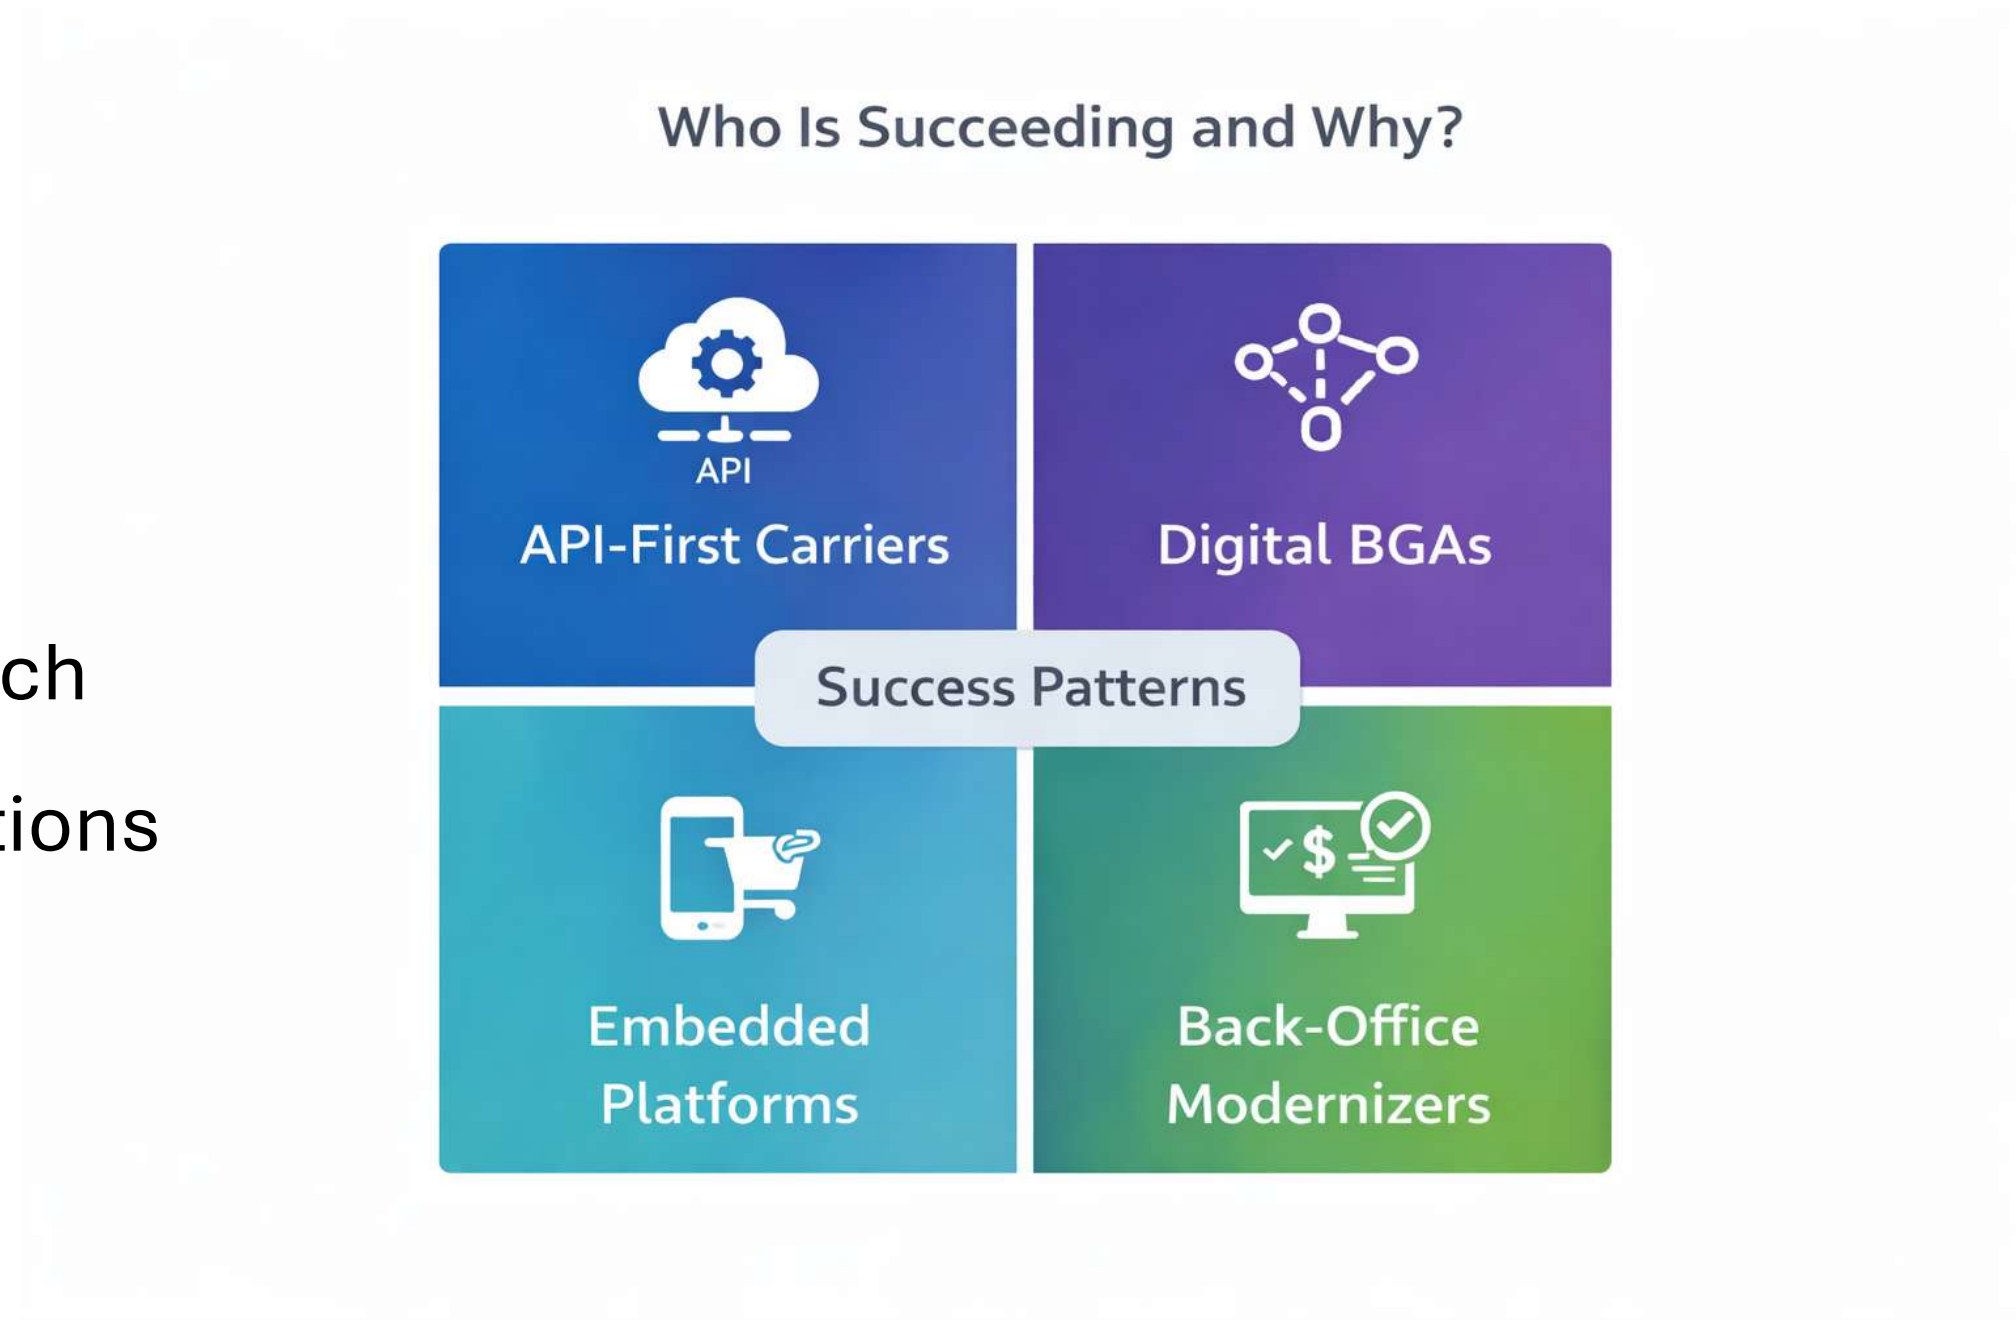 Who Is Succeeding and Why?
API
API-First Carriers
Digital BGAs
ch
Success Patterns
tions
$
Embedded
Platforms
Back-Office
Modernizers